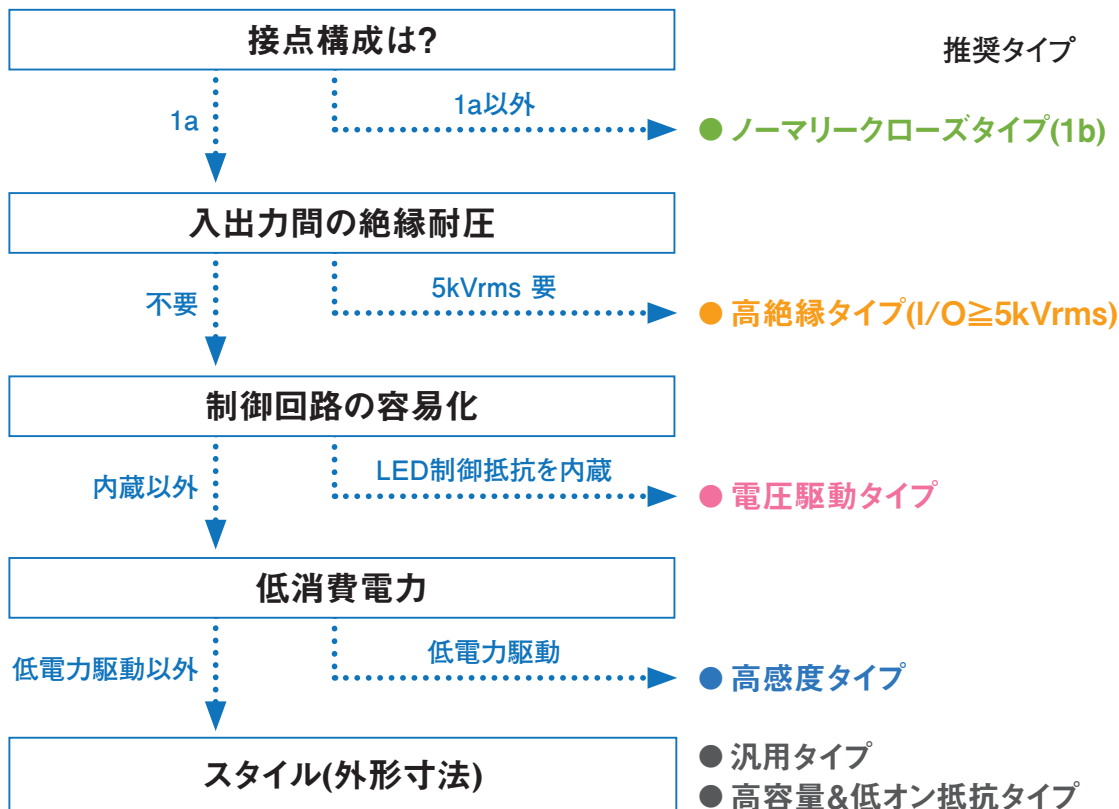 接点構成は?
推奨タイプ
1a
1a以外
● ノーマリークローズタイプ(1b)
入出力間の絶縁耐圧
不要
5kVrms 要
● 高絶縁タイプ(I/O≧5kVrms)
制御回路の容易化
内蔵以外
LED制御抵抗を内蔵
● 電圧駆動タイプ
低消費電力
低電力駆動以外
低電力駆動
● 高感度タイプ
スタイル(外形寸法)
● 汎用タイプ
● 高容量&低オン抵抗タイプ